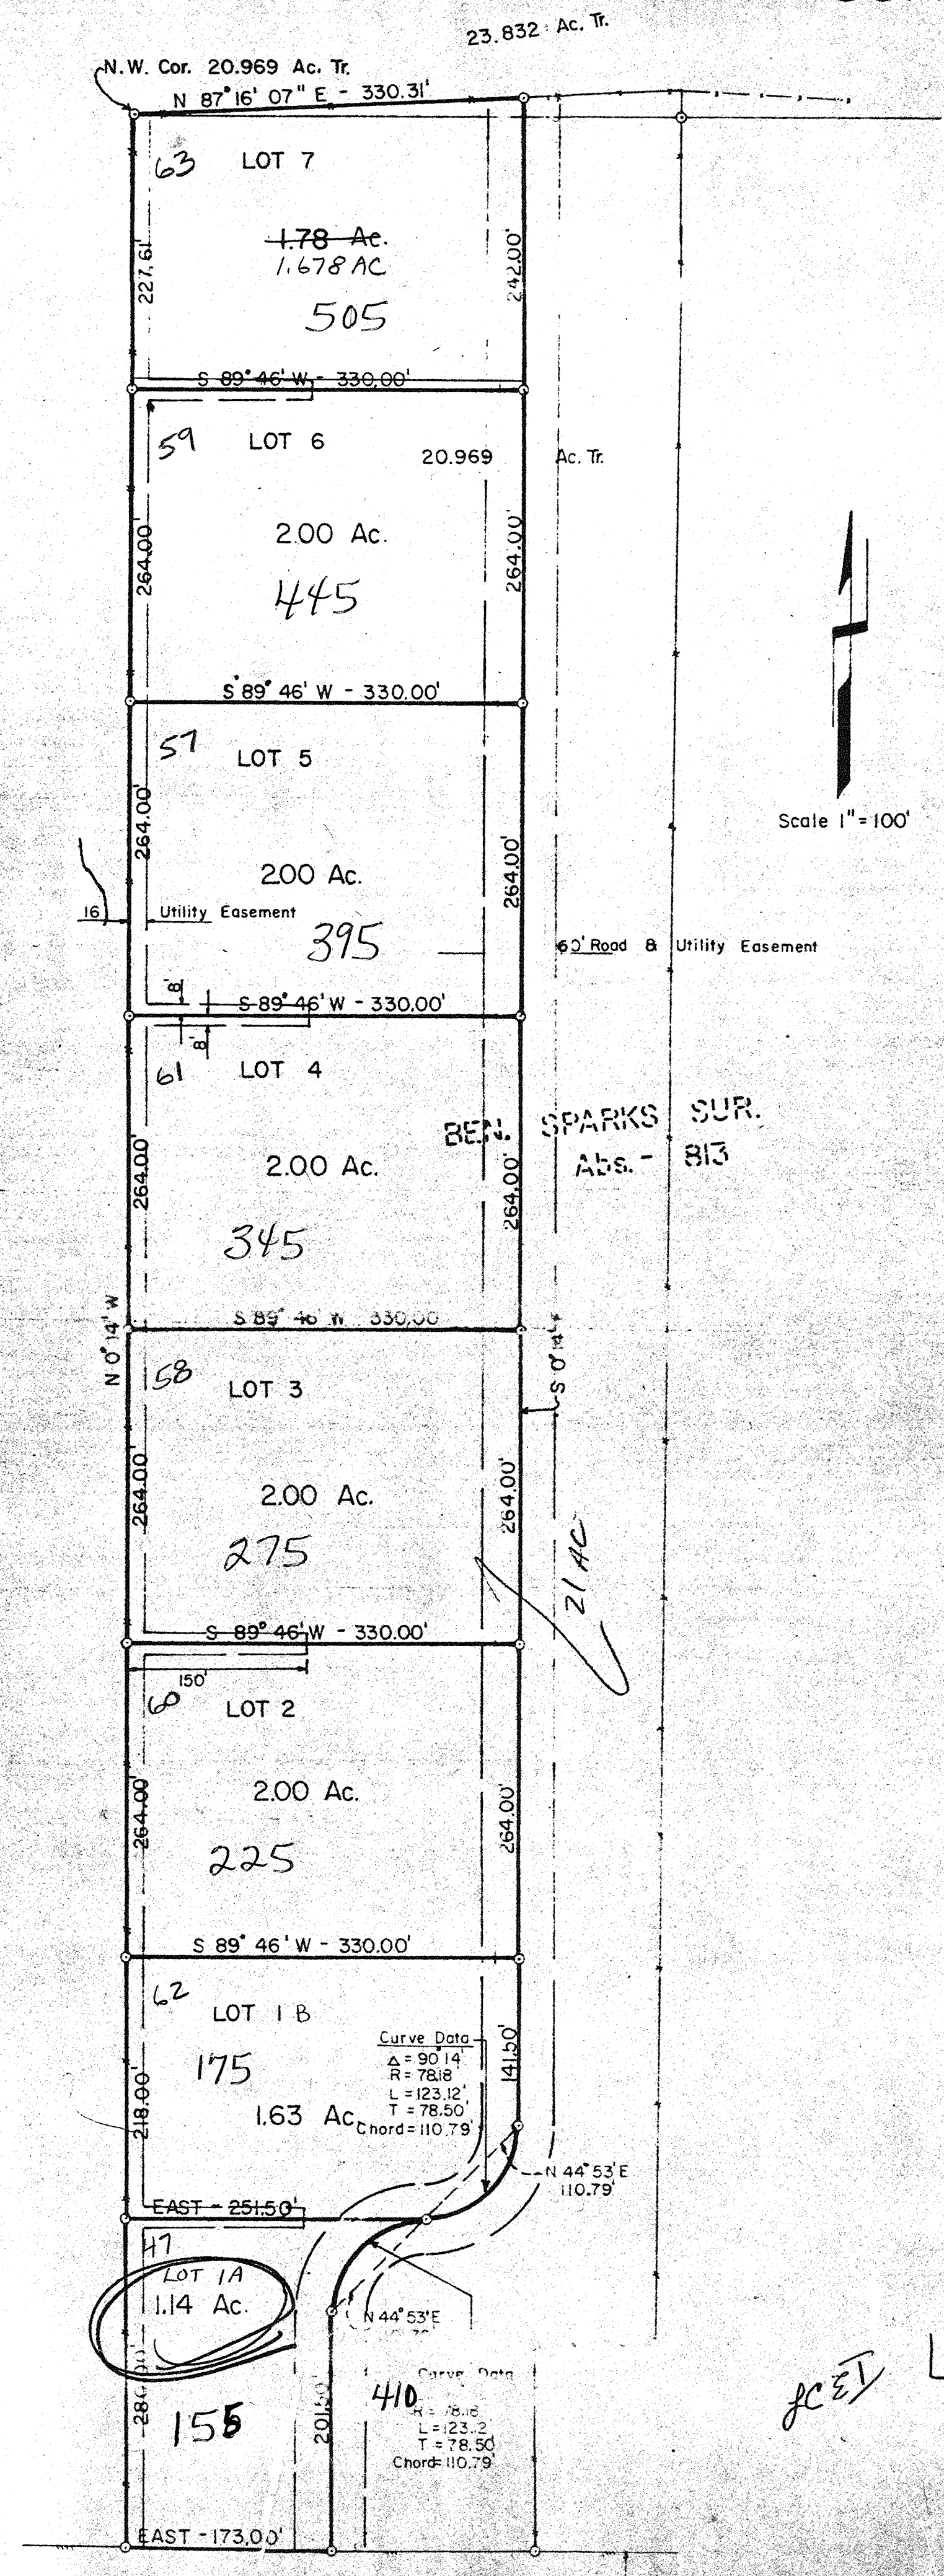 23.832 Ac. Tr.
N.W. Cor. 20.969 Ac. Tr.
N 87° 16' 07" E - 330.31'
63 LOT 7
1.78 Ac.
1.678 AC
227.61'
242.00'
505
S 89° 46' W - 330.00'
59 LOT 6
20.969 Ac. Tr.
2.00 Ac.
264.00'
264.00'
445
S 89° 46' W - 330.00'
57 LOT 5
Scale 1" = 100'
264.00'
264.00'
2.00 Ac.
16' Utility Easement
395
60' Road & Utility Easement
8'
S 89° 46' W - 330.00'
8'
61 LOT 4
BEN. SPARKS SUR.
Abs. - 813
2.00 Ac.
264.00'
264.00'
345
S 89° 46' W 330.00
N 0° 14' W
S 0° 14'
58 LOT 3
2.00 Ac.
264.00'
264.00'
275
21 AC
S 89° 46' W - 330.00'
150'
60 LOT 2
2.00 Ac.
264.00'
264.00'
225
S 89° 46' W - 330.00'
62
LOT 1 B
175
Curve Data
Δ = 90° 14'
R = 78.18'
L = 123.12'
T = 78.50'
Chord = 110.79'
141.50'
218.00'
1.63 Ac.
N 44° 53' E
110.79'
EAST - 251.50'
47
LOT 1A
1.14 Ac.
N 44° 53' E
155
201.50'
410
Curve Data
R = 78.18
T = 78.50'
Chord = 110.79'
EAST - 173.00'